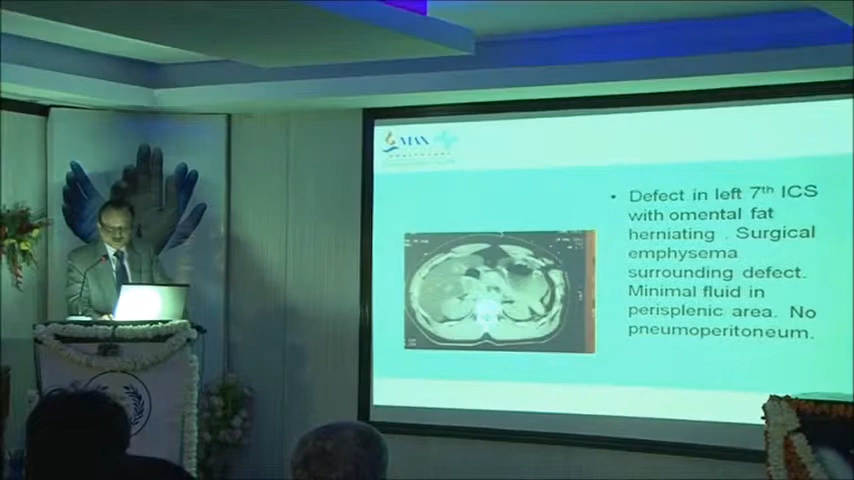 MAX
HEALTHCARE
• Defect in left 7th ICS
with omental fat
herniating . Surgical
emphysema
surrounding defect.
Minimal fluid in
perisplenic area. No
pneumoperitoneum.